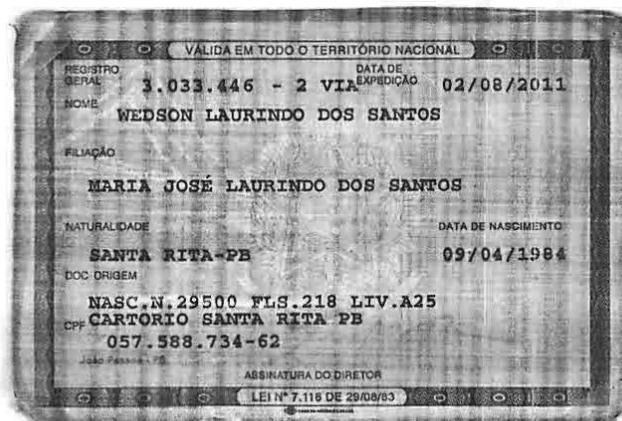 VÁLIDA EM TODO O TERRITÓRIO NACIONAL
REGISTRO GERAL 3.033.446 - 2 VIA DATA DE EXPEDIÇÃO 02/08/2011
NOME
WEDSON LAURINDO DOS SANTOS
FILIAÇÃO
MARIA JOSÉ LAURINDO DOS SANTOS
NATURALIDADE DATA DE NASCIMENTO
SANTA RITA-PB 09/04/1984
DOC ORIGEM
NASC.N.29500 FLS.218 LIV.A25
CARTORIO SANTA RITA PB
CPF 057.588.734-62
João Pessoa - PB
ASSINATURA DO DIRETOR
LEI Nº 7.116 DE 29/08/83